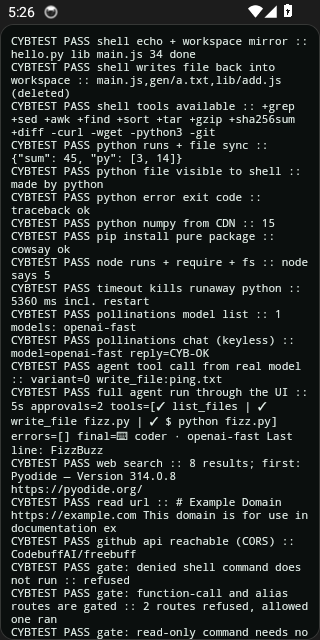 5:26
CYBTEST PASS shell echo + workspace mirror ::
hello.py lib main.js 34 done
CYBTEST PASS shell writes file back into
workspace :: main.js,gen/a.txt,lib/add.js
(deleted)
CYBTEST PASS shell tools available :: +grep
+sed +awk +find +sort +tar +gzip +sha256sum
+diff -curl -wget -python3 -git
CYBTEST PASS python runs + file sync ::
{"sum": 45, "py": [3, 14]}
CYBTEST PASS python file visible to shell ::
made by python
CYBTEST PASS python error exit code ::
traceback ok
CYBTEST PASS python numpy from CDN :: 15
CYBTEST PASS pip install pure package ::
cowsay ok
CYBTEST PASS node runs + require + fs :: node
says 5
CYBTEST PASS timeout kills runaway python ::
5360 ms incl. restart
CYBTEST PASS pollinations model list :: 1
models: openai-fast
CYBTEST PASS pollinations chat (keyless) ::
model=openai-fast reply=CYB-OK
CYBTEST PASS agent tool call from real model
:: variant=0 write_file:ping.txt
CYBTEST PASS full agent run through the UI ::
5s approvals=2 tools=[✓ list_files | ✓
write_file fizz.py | ✓ $ python fizz.py]
errors=[] final=⌨ coder · openai-fast Last
line: FizzBuzz
CYBTEST PASS web search :: 8 results; first:
Pyodide — Version 314.0.8
https://pyodide.org/
CYBTEST PASS read url :: # Example Domain
https://example.com This domain is for use in
documentation ex
CYBTEST PASS github api reachable (CORS) ::
CodebuffAI/freebuff
CYBTEST PASS gate: denied shell command does
not run :: refused
CYBTEST PASS gate: function-call and alias
routes are gated :: 2 routes refused, allowed
one ran
CYBTEST PASS gate: read-only command needs no